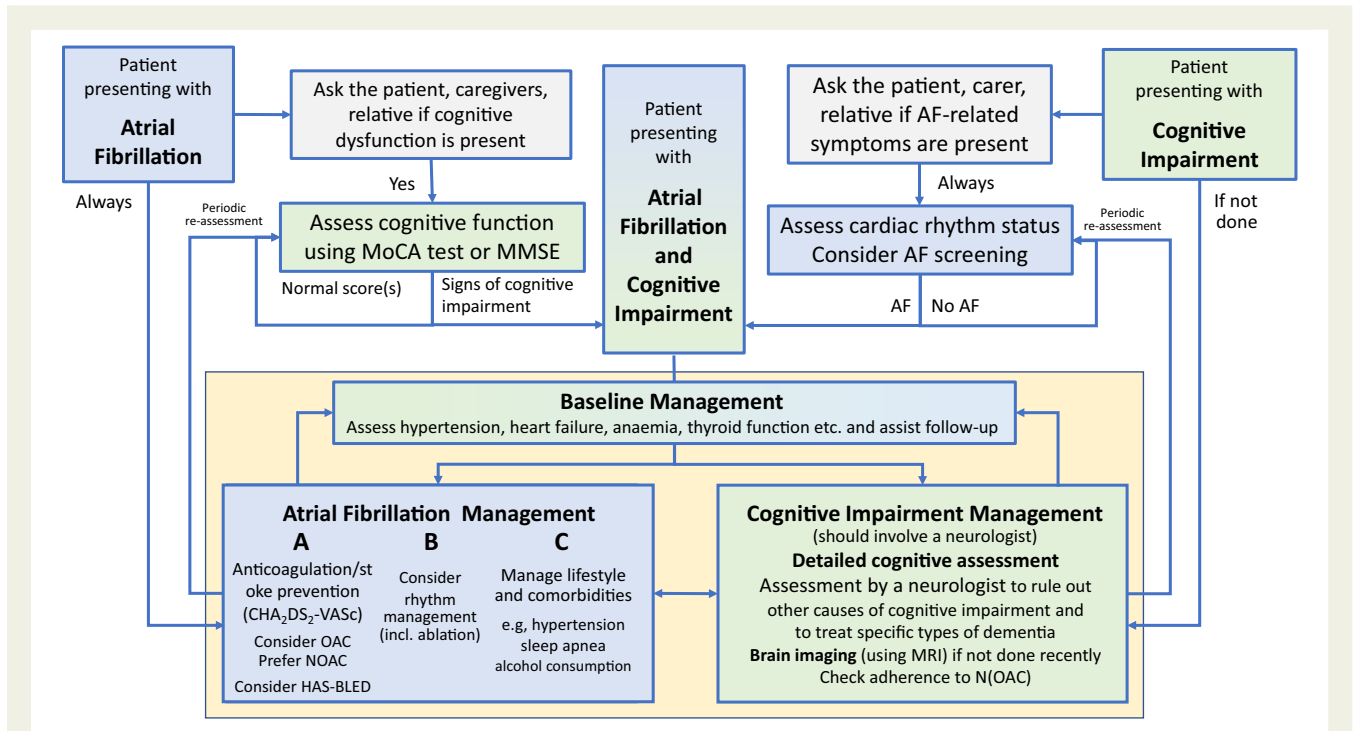 Patient
presenting with
Atrial
Fibrillation
Ask the patient, caregivers,
relative if cognitive
dysfunction is present
Patient
presenting
with
Atrial
Fibrillation
and
Cognitive
Impairment
Ask the patient, carer,
relative if AF-related
symptoms are present
Patient
presenting with
Cognitive
Impairment
Always
Yes
Always
If not
done
Periodic
re-assessment
Assess cognitive function
using MoCA test or MMSE
Assess cardiac rhythm status
Consider AF screening
Periodic
re-assessment
Normal score(s)
Signs of cognitive
impairment
AF
No AF
Baseline Management
Assess hypertension, heart failure, anaemia, thyroid function etc. and assist follow-up
Atrial Fibrillation Management
A
Anticoagulation/st
oke prevention
(CHA₂DS₂-VASc)
Consider OAC
Prefer NOAC
Consider HAS-BLED
B
Consider
rhythm
management
(incl. ablation)
C
Manage lifestyle
and comorbidities
e.g, hypertension
sleep apnea
alcohol consumption
Cognitive Impairment Management
(should involve a neurologist)
Detailed cognitive assessment
Assessment by a neurologist to rule out
other causes of cognitive impairment and
to treat specific types of dementia
Brain imaging (using MRI) if not done recently
Check adherence to N(OAC)